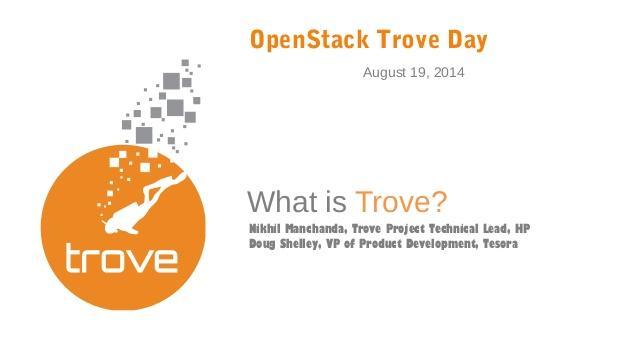 OpenStack Trove Day
August 19, 2014
trove
What is Trove?
Nikhil Manchanda, Trove Project Technical Lead, HP
Doug Shelley, VP of Product Development, Tesora